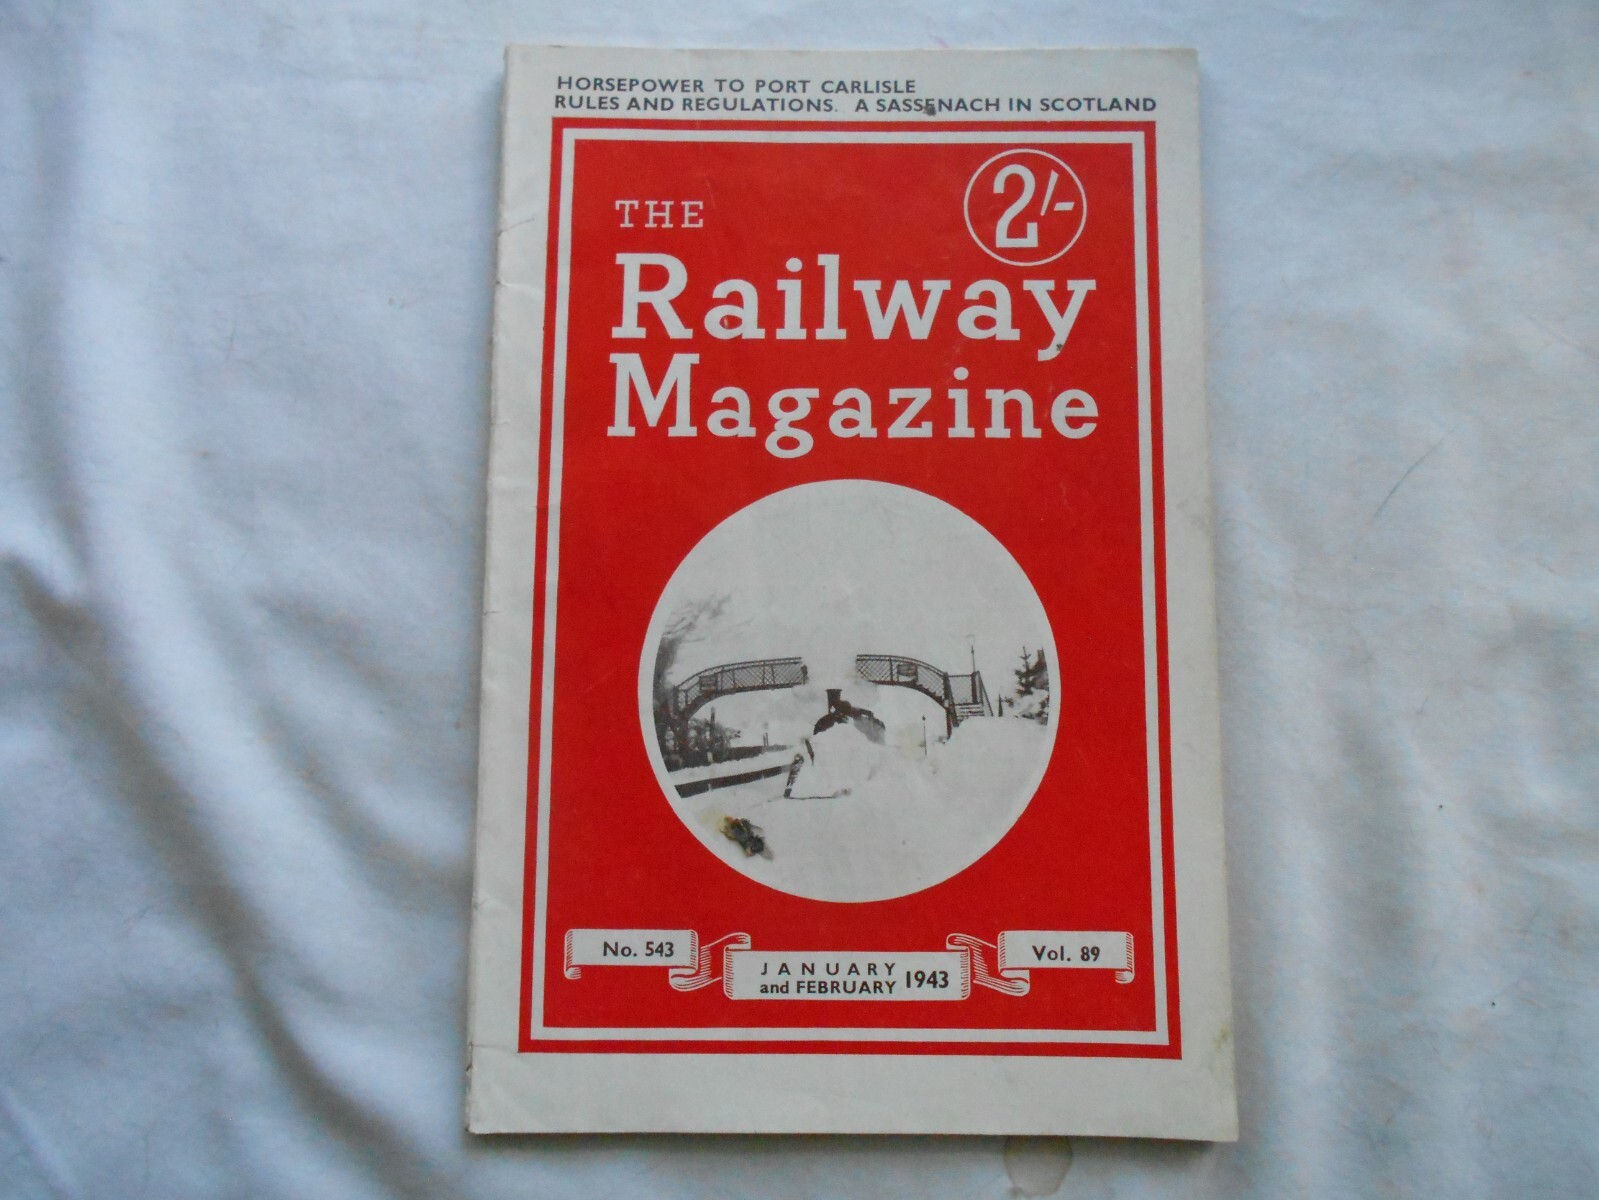 HORSEPOWER TO PORT CARLISLE
RULES AND REGULATIONS. A SASSENACH IN SCOTLAND
2/-
THE
Railway
Magazine
No. 543
JANUARY
and FEBRUARY 1943
Vol. 89